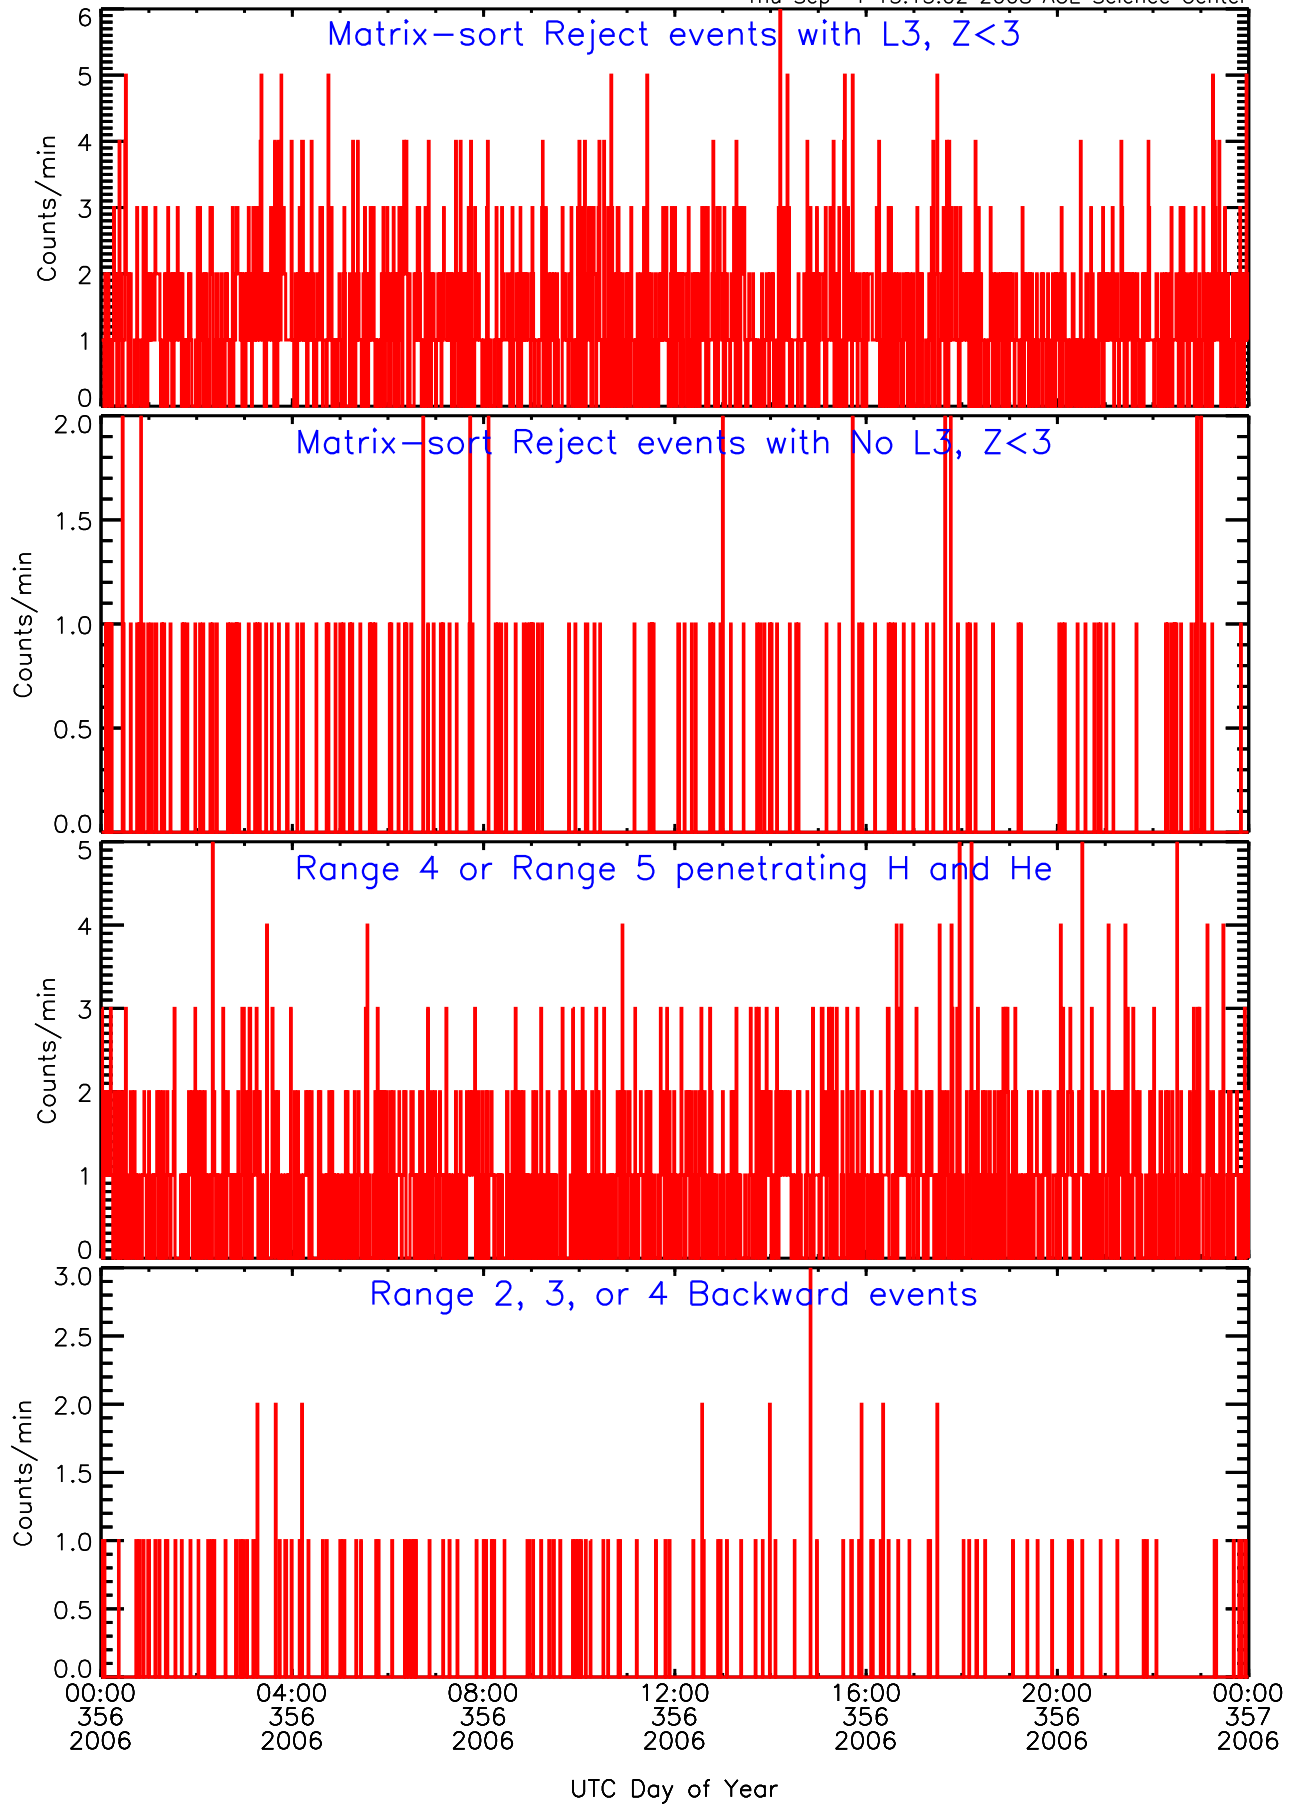 Matrix-sort Reject events with L3, Z<3
6
5
4
3
2
1
0
Counts/min
Matrix-sort Reject events with No L3, Z<3
2.0
1.5
1.0
0.5
0.0
Counts/min
Range 4 or Range 5 penetrating H and He
5
4
3
2
1
0
Counts/min
Range 2, 3, or 4 Backward events
3.0
2.5
2.0
1.5
1.0
0.5
0.0
Counts/min
00:00 04:00 08:00 12:00 16:00 20:00 00:00
356 356 356 356 356 356 357
2006 2006 2006 2006 2006 2006 2006
UTC Day of Year